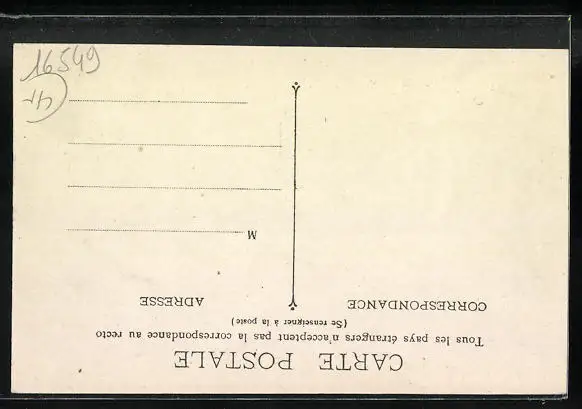 CARTE POSTALE
Tous les pays étrangers n'acceptent pas la correspondance au recto
(Se renseigner à la poste)
CORRESPONDANCE
ADRESSE
M
16549